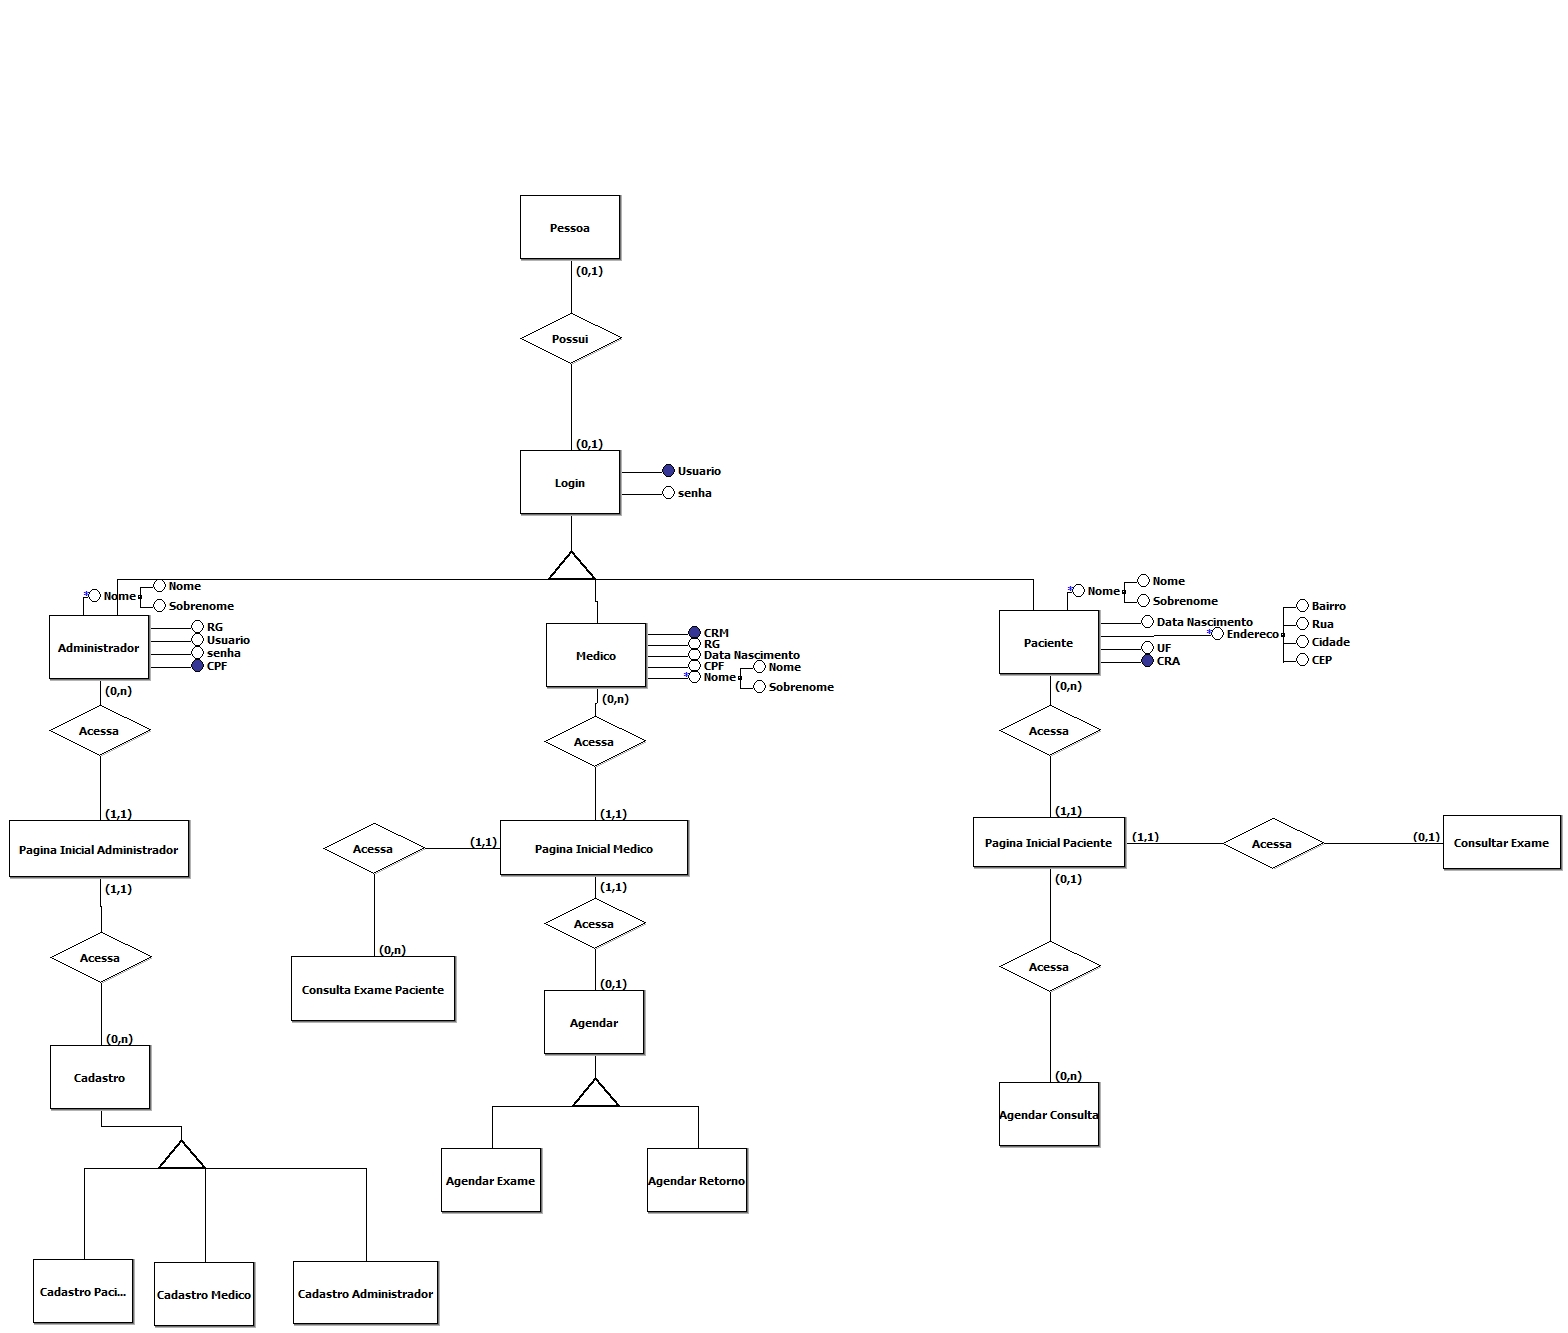 Pessoa
(0,1)
Possui
(0,1)
Login
Usuario
senha
* Nome
Nome
Sobrenome
Administrador
RG
Usuario
senha
CPF
(0,n)
Acessa
(1,1)
Pagina Inicial Administrador
(1,1)
Acessa
(0,n)
Cadastro
Cadastro Paci...
Cadastro Medico
Cadastro Administrador
Medico
CRM
RG
Data Nascimento
CPF
* Nome
Nome
Sobrenome
(0,n)
Acessa
(1,1)
Pagina Inicial Medico
(1,1)
Acessa
(0,n)
Consulta Exame Paciente
(1,1)
Acessa
(0,1)
Agendar
Agendar Exame
Agendar Retorno
* Nome
Nome
Sobrenome
Paciente
Data Nascimento
* Endereco
Bairro
Rua
Cidade
CEP
UF
CRA
(0,n)
Acessa
(1,1)
Pagina Inicial Paciente
(1,1)
Acessa
(0,1)
Consultar Exame
(0,1)
Acessa
(0,n)
Agendar Consulta